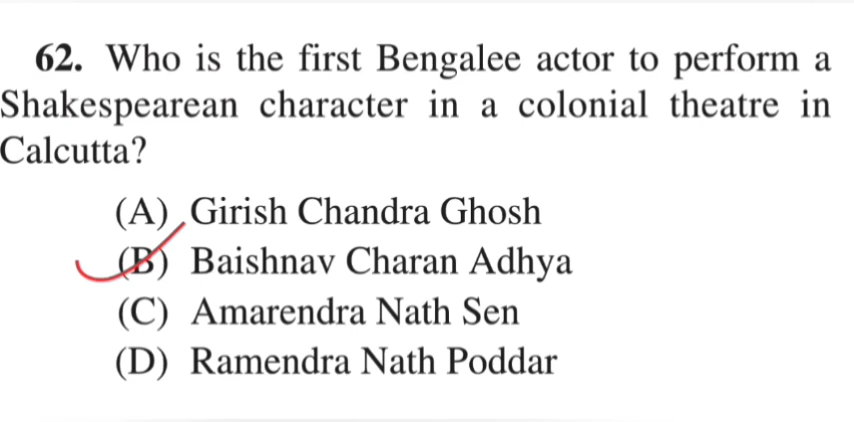 62. Who is the first Bengalee actor to perform a
Shakespearean character in a colonial theatre in
Calcutta?
(A) Girish Chandra Ghosh
(B) Baishnav Charan Adhya
(C) Amarendra Nath Sen
(D) Ramendra Nath Poddar